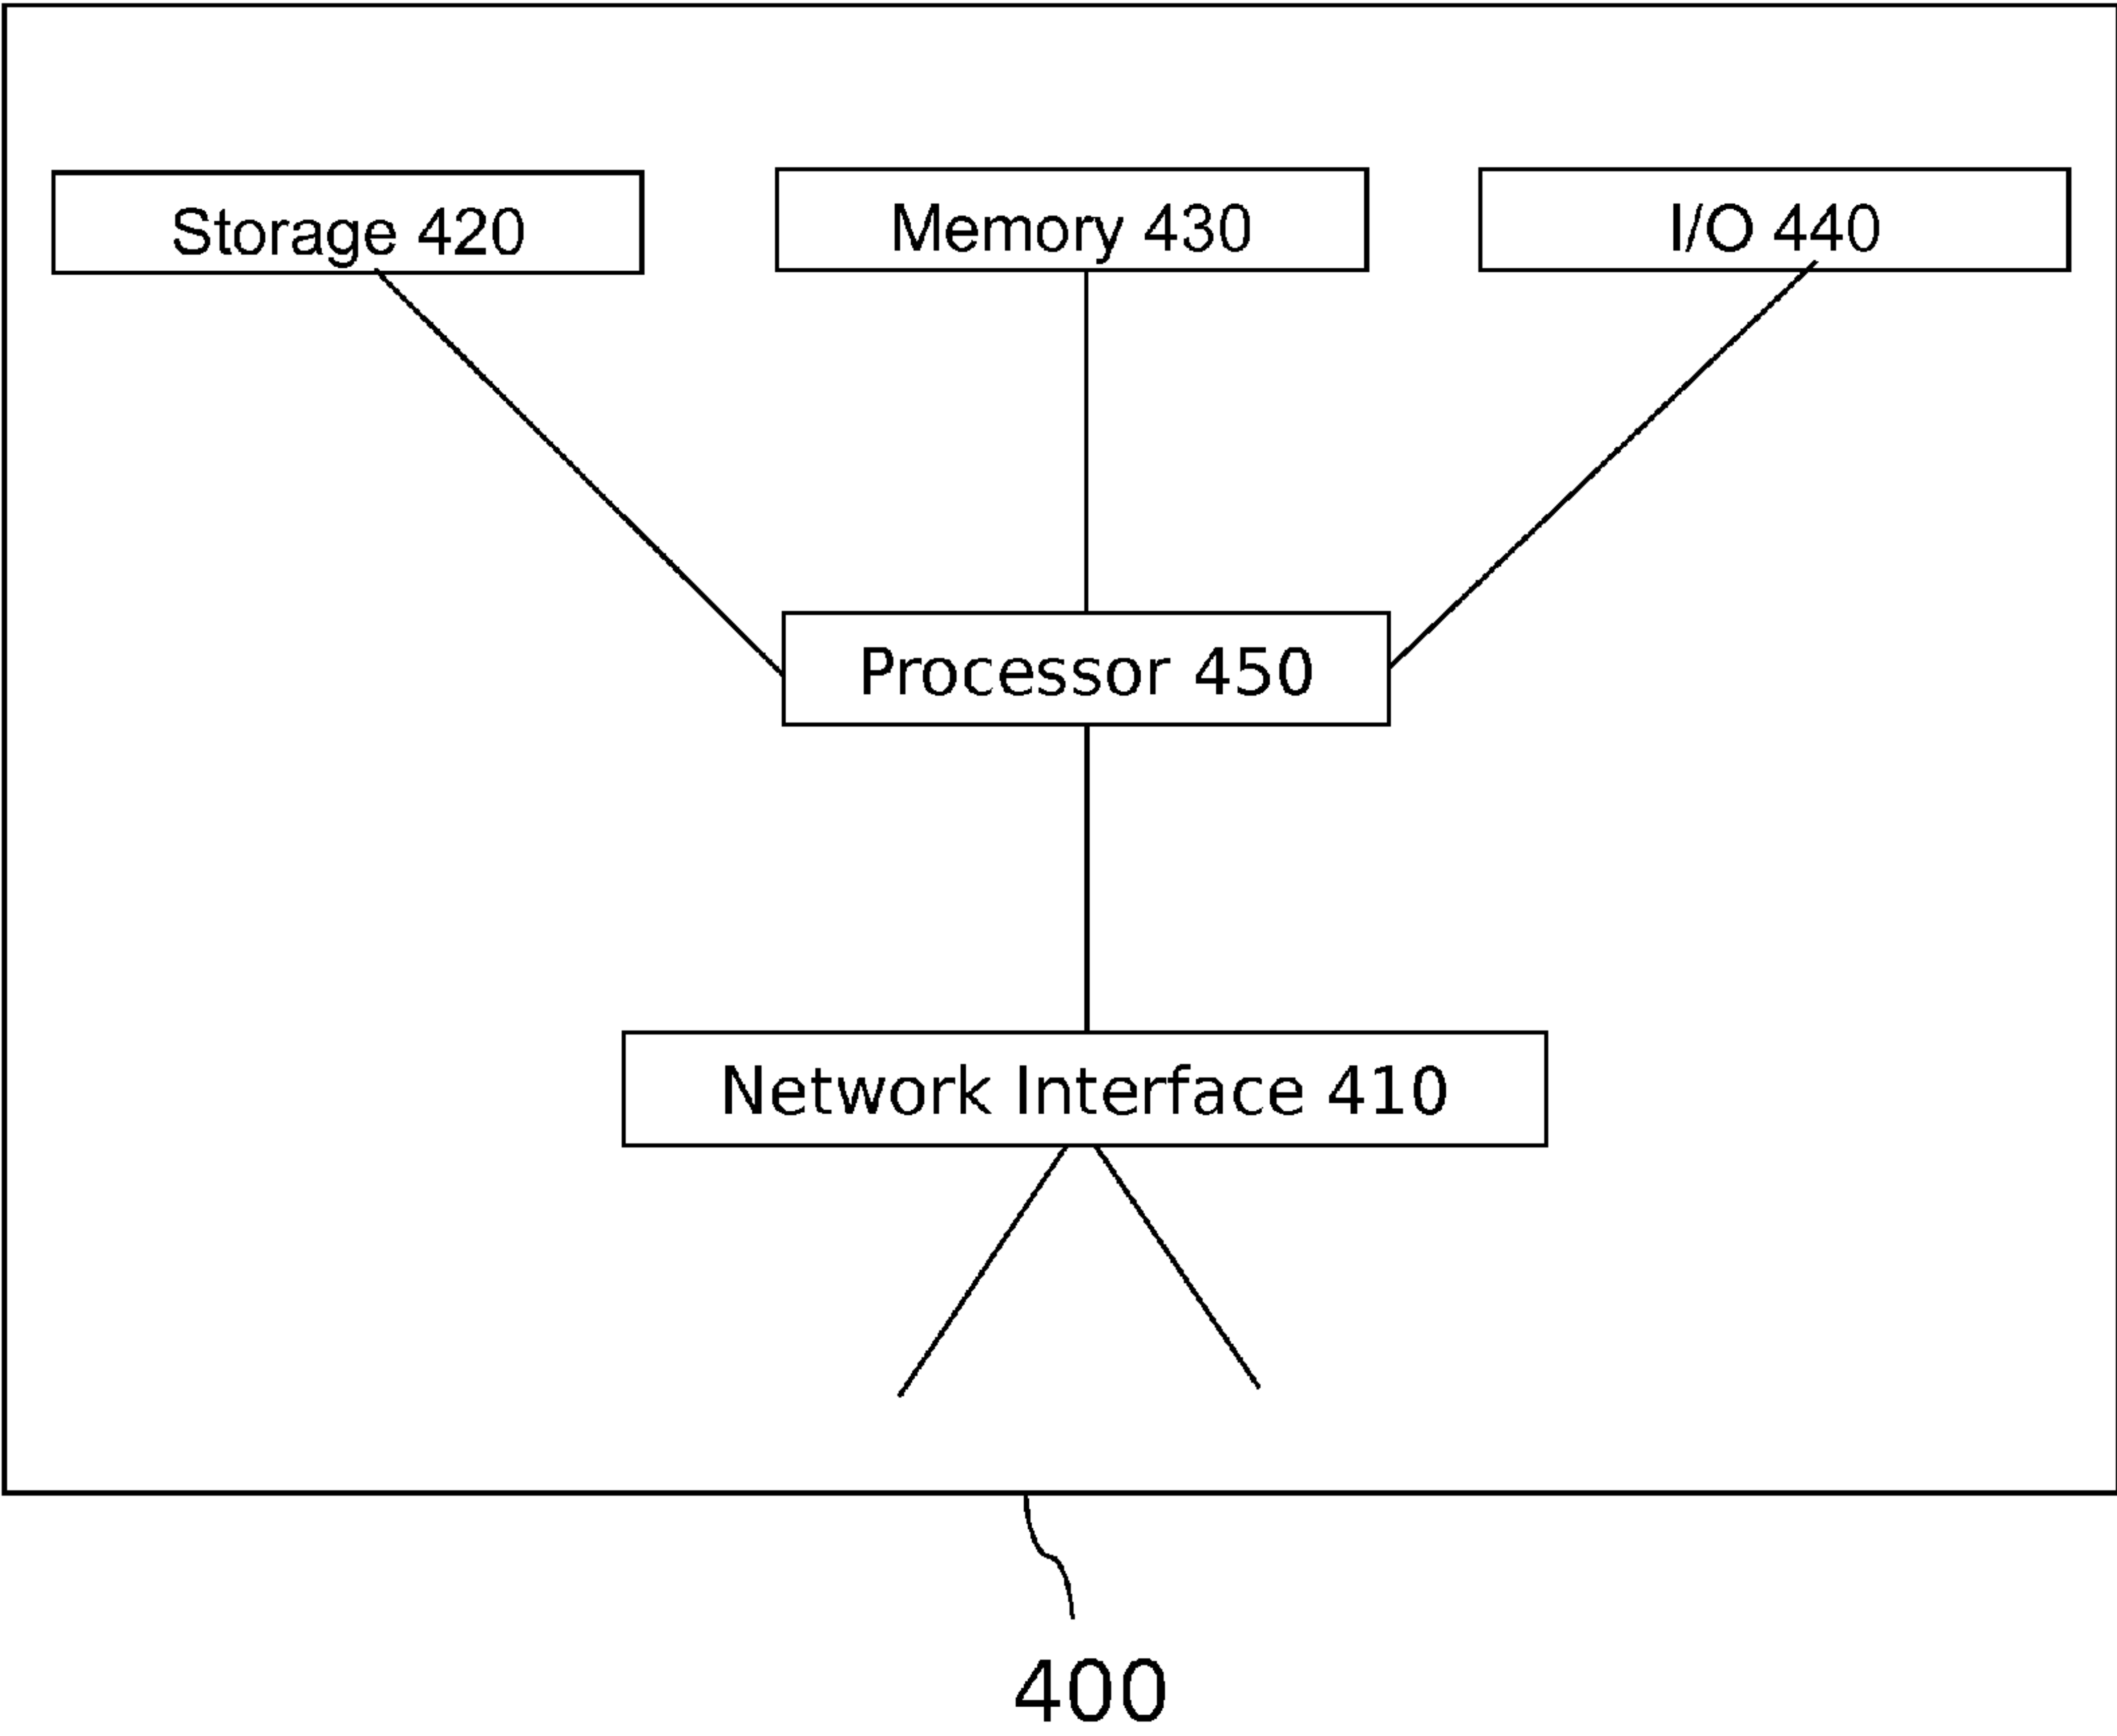 Storage 420
Memory 430
I/O 440
Processor 450
Network Interface 410
400